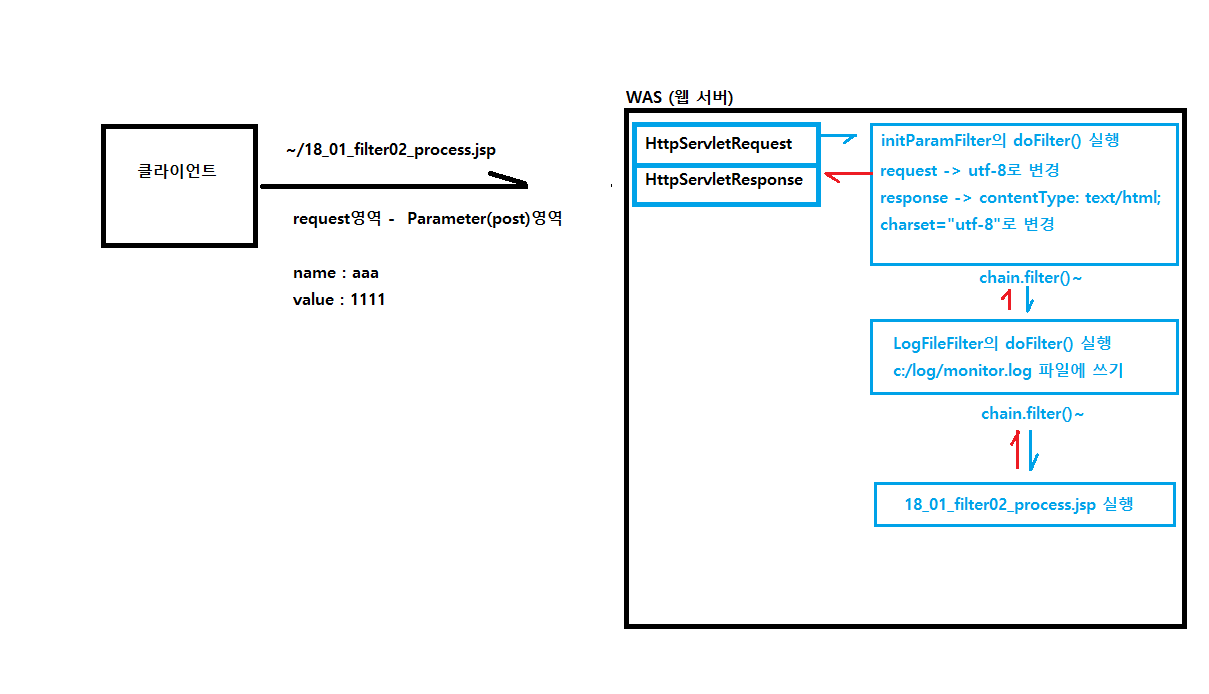 WAS (웹 서버)
클라이언트
~/18_01_filter02_process.jsp
request영역 - Parameter(post)영역
name : aaa
value : 1111
HttpServletRequest
HttpServletResponse
initParamFilter의 doFilter() 실행
request -> utf-8로 변경
response -> contentType: text/html;
charset="utf-8"로 변경
chain.filter()~
LogFileFilter의 doFilter() 실행
c:/log/monitor.log 파일에 쓰기
chain.filter()~
18_01_filter02_process.jsp 실행